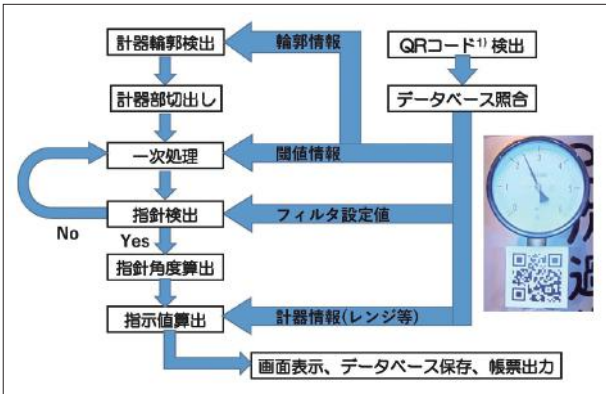 計器輪郭検出
輪郭情報
QRコード1)検出
計器部切出し
データベース照合
一次処理
閾値情報
指針検出
フィルタ設定値
No
Yes
指針角度算出
指示値算出
計器情報(レンジ等)
画面表示、データベース保存、帳票出力